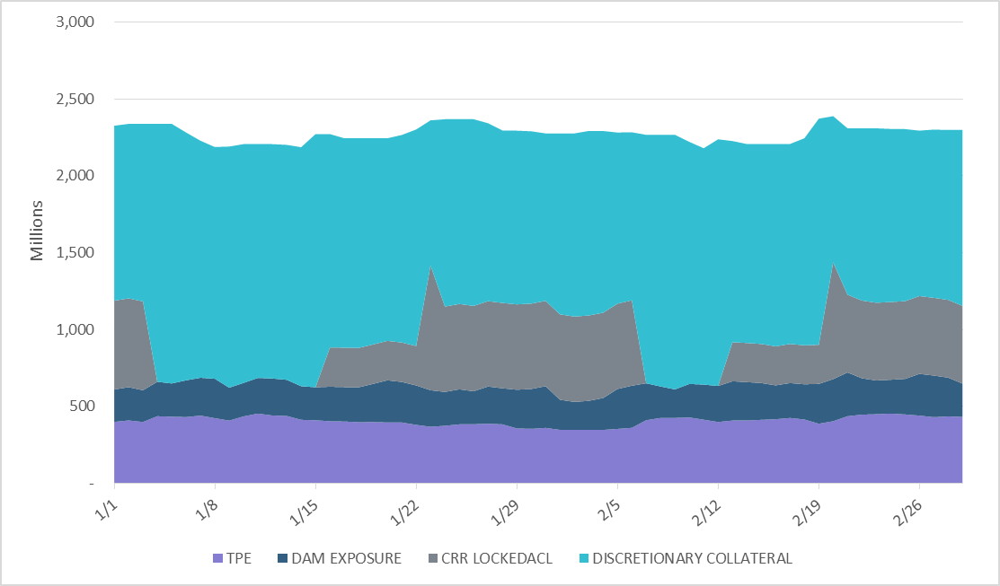 3,000
2,500
2,000
1,500
1,000
500
-
Millions
1/1 1/8 1/15 1/22 1/29 2/5 2/12 2/19 2/26
TPE DAM EXPOSURE CRR LOCKEDACL DISCRETIONARY COLLATERAL